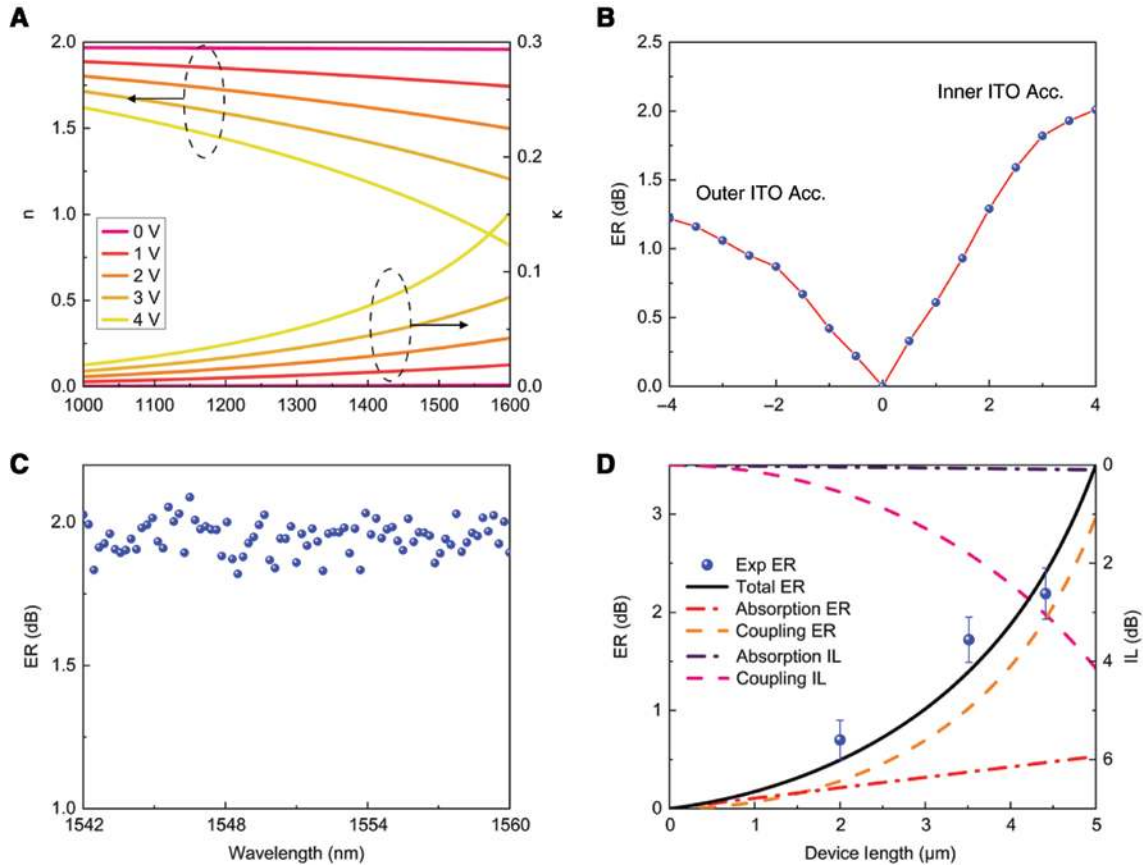 A
2.0
1.5
1.0
0.5
0.0
n
0.3
0.2
0.1
0.0
κ
0 V
1 V
2 V
3 V
4 V
1000 1100 1200 1300 1400 1500 1600
B
2.5
2.0
1.5
1.0
0.5
0.0
ER (dB)
Outer ITO Acc.
Inner ITO Acc.
−4 −2 0 2 4
C
2.0
1.5
1.0
ER (dB)
1542 1548 1554 1560
Wavelength (nm)
D
3
2
1
0
ER (dB)
0
2
4
6
IL (dB)
Exp ER
Total ER
Absorption ER
Coupling ER
Absorption IL
Coupling IL
0 1 2 3 4 5
Device length (μm)